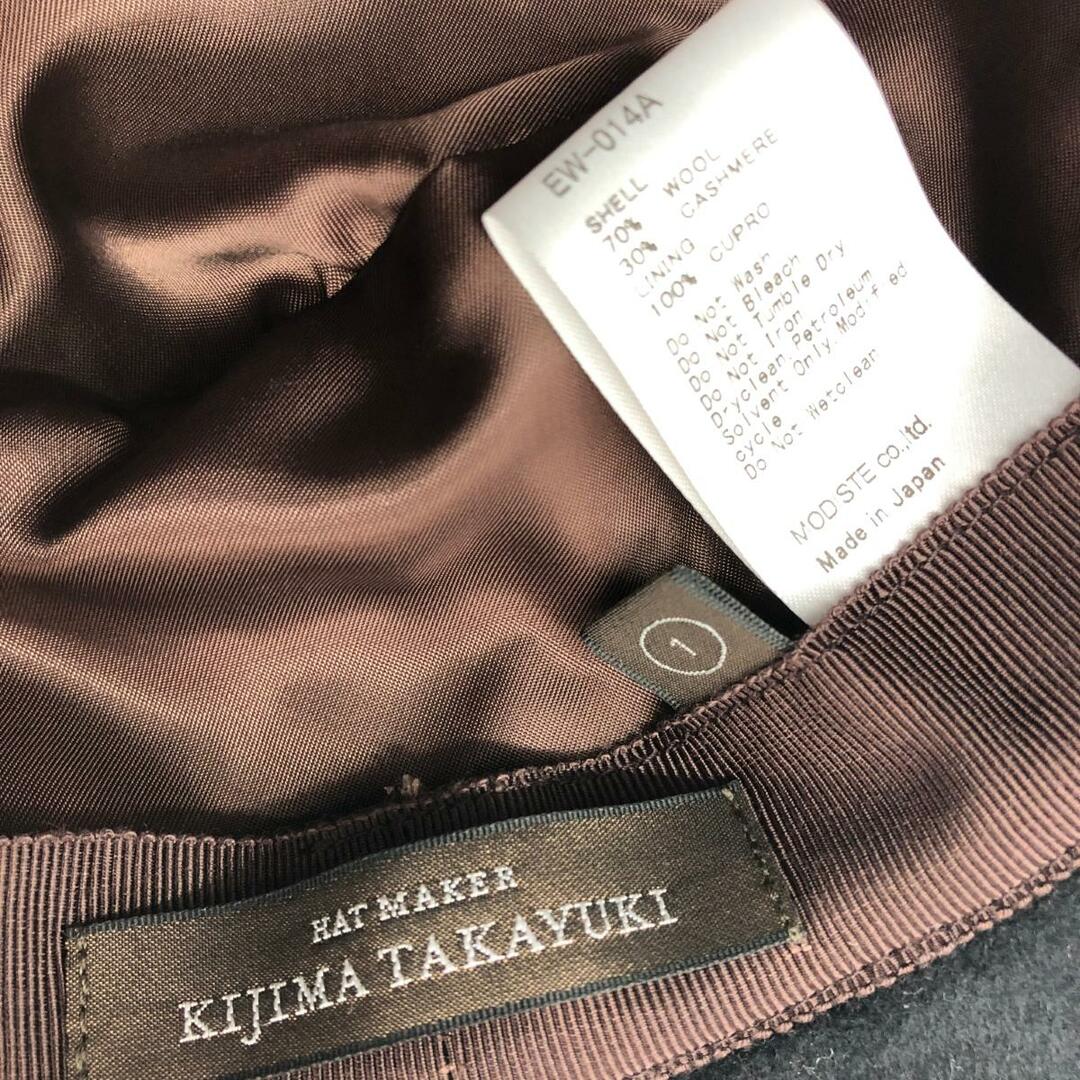 EW-014A
SHELL
70% WOOL
30% CASHMERE
LINING
100% CUPRO
Do Not Wash
Do Not Bleach
Do Not Tumble Dry
Do Not Iron
Dryclean,Petroleum
Solvent Only,Modified
cycle
Do Not Wetclean
MODISTE co.,ltd.
Made in Japan
1
HAT MAKER
KIJIMA TAKAYUKI